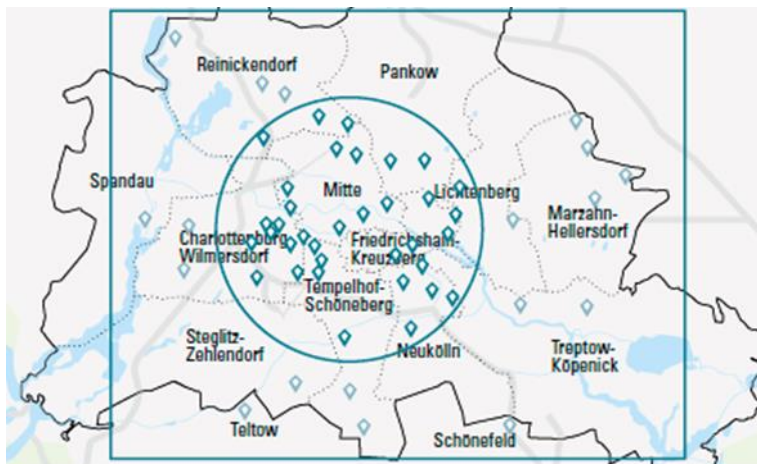 Reinickendorf
Pankow
Spandau
Mitte
Lichtenberg
Marzahn-
Hellersdorf
Charlottenburg
Wilmersdorf
Friedrichshain-
Kreuzberg
Tempelhof-
Schöneberg
Steglitz-
Zehlendorf
Neukölln
Treptow-
Köpenick
Teltow
Schönefeld